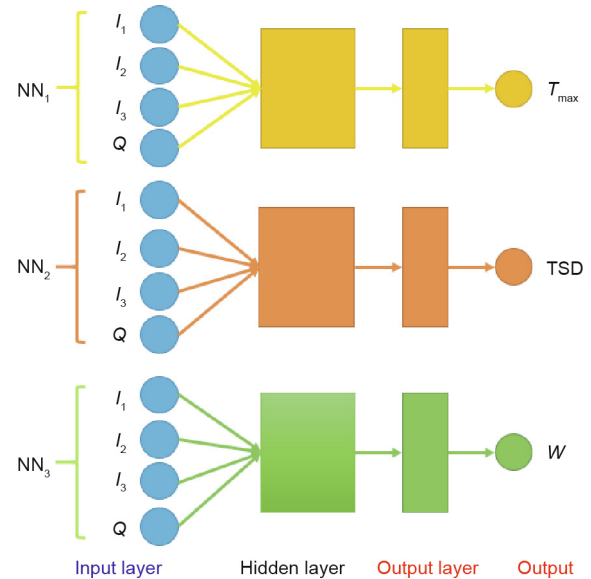 I₁
I₂
NN₁
I₃
Q
T_max
I₁
I₂
NN₂
I₃
Q
TSD
I₁
I₂
NN₃
I₃
Q
W
Input layer Hidden layer Output layer Output